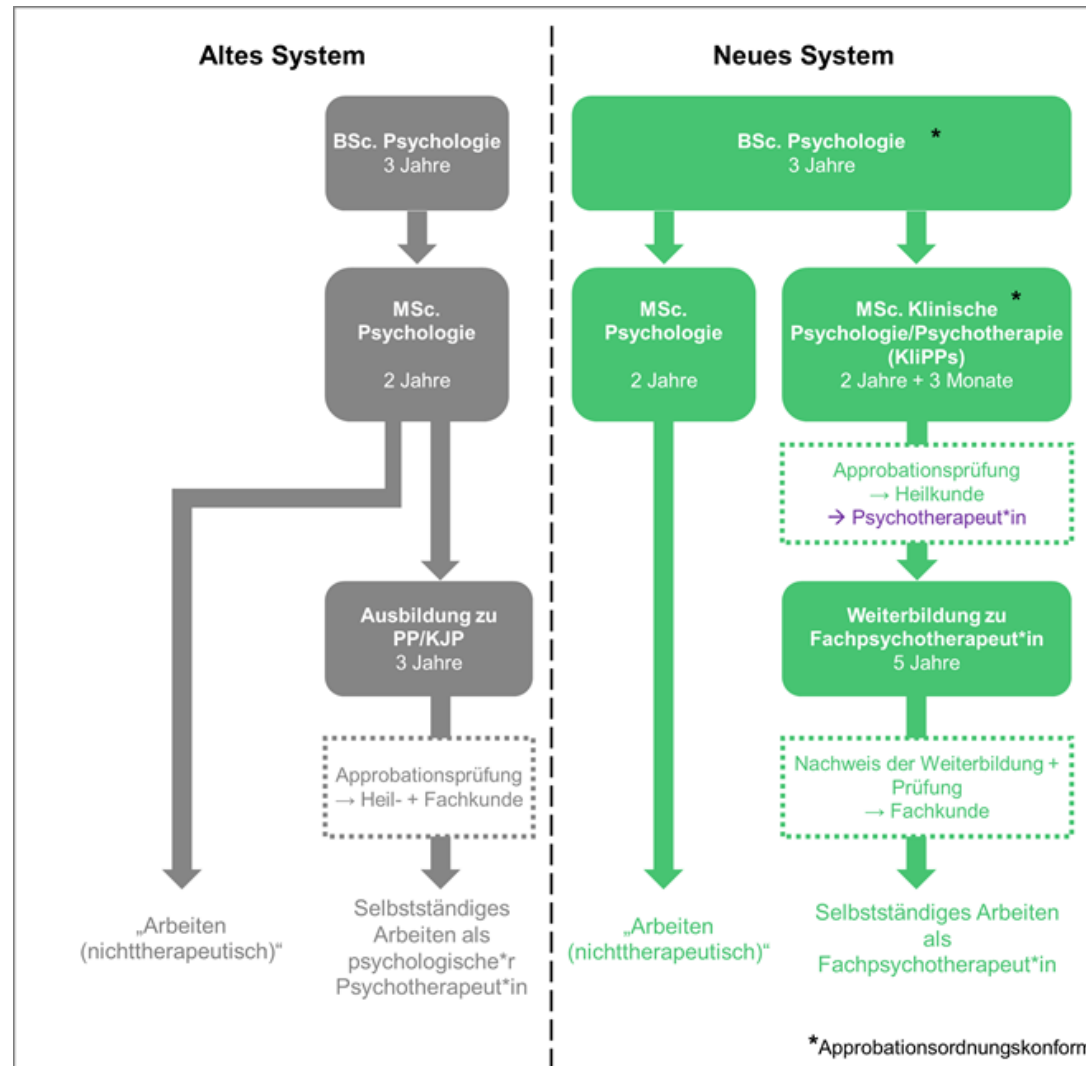 Altes System
BSc. Psychologie
3 Jahre
MSc.
Psychologie
2 Jahre
Ausbildung zu
PP/KJP
3 Jahre
Approbationsprüfung
→ Heil- + Fachkunde
„Arbeiten
(nichttherapeutisch)“
Selbstständiges
Arbeiten als
psychologische*r
Psychotherapeut*in
Neues System
BSc. Psychologie *
3 Jahre
MSc.
Psychologie
2 Jahre
MSc. Klinische *
Psychologie/Psychotherapie
(KliPPs)
2 Jahre + 3 Monate
Approbationsprüfung
→ Heilkunde
→ Psychotherapeut*in
Weiterbildung zu
Fachpsychotherapeut*in
5 Jahre
Nachweis der Weiterbildung +
Prüfung
→ Fachkunde
„Arbeiten
(nichttherapeutisch)“
Selbstständiges Arbeiten
als
Fachpsychotherapeut*in
*Approbationsordnungskonform